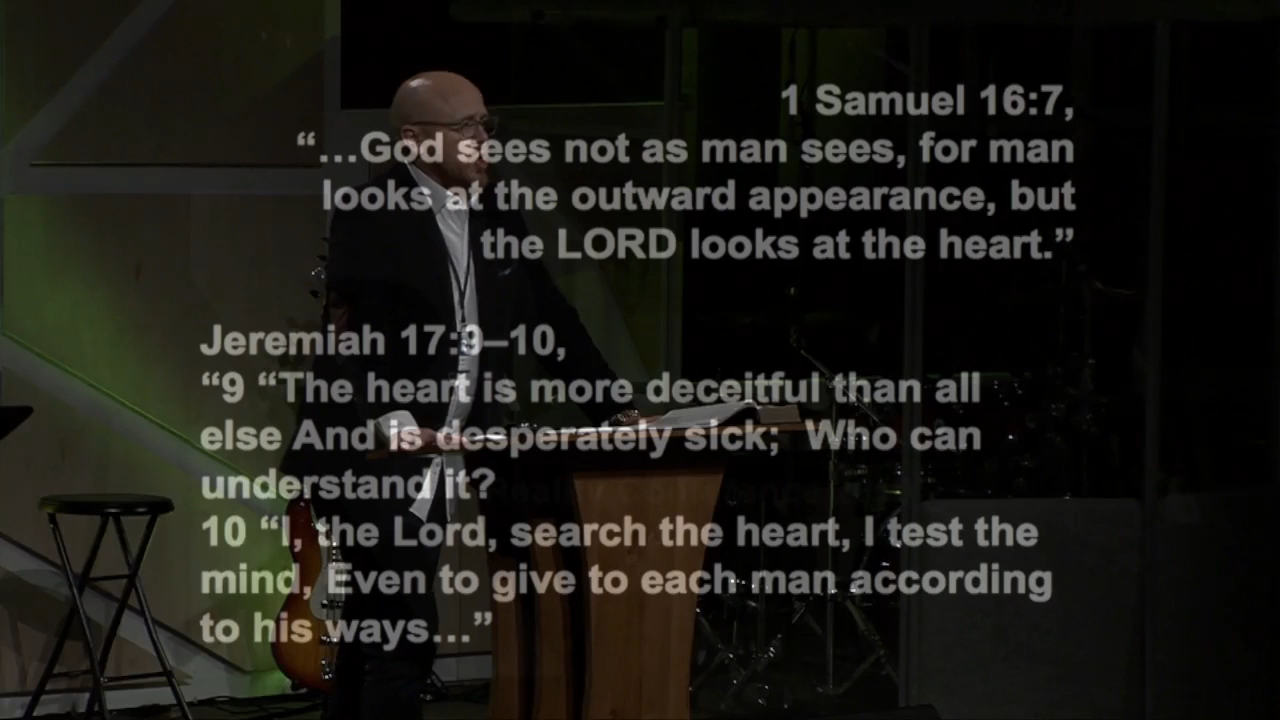 1 Samuel 16:7,
“…God sees not as man sees, for man
looks at the outward appearance, but
the LORD looks at the heart.”
Jeremiah 17:9–10,
“9 “The heart is more deceitful than all
else And is desperately sick;  Who can
understand it?
10 “I, the Lord, search the heart, I test the
mind, Even to give to each man according
to his ways…”